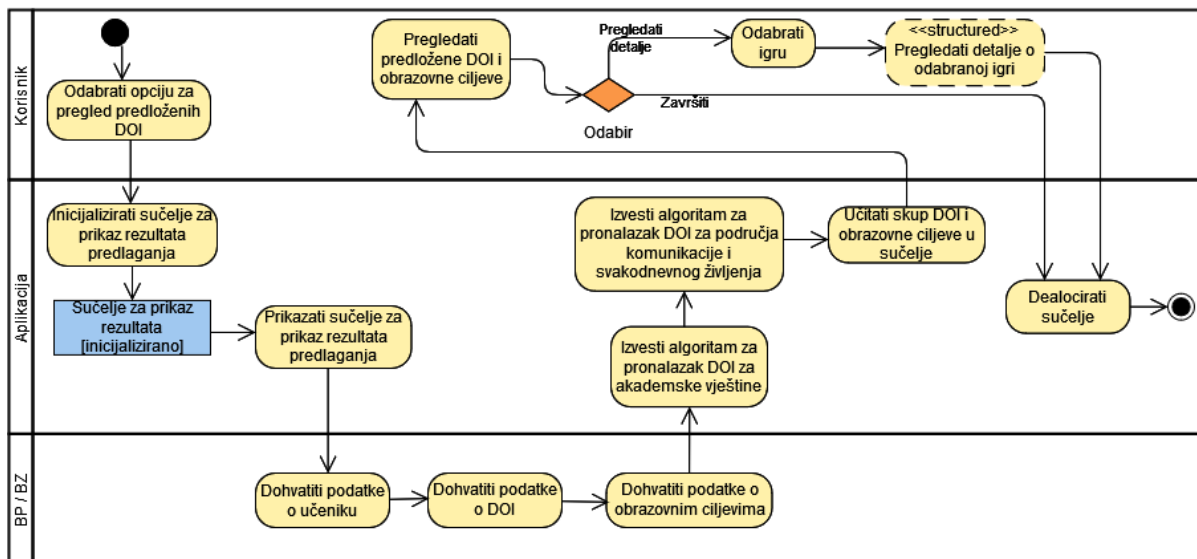 Korisnik
Odabrati opciju za
pregled predloženih
DOI
Pregledati
predložene DOI i
obrazovne ciljeve
Pregledati
detalje
Odabir
Završiti
Odabrati
igru
<<structured>>
Pregledati detalje o
odabranoj igri
Aplikacija
Inicijalizirati sučelje za
prikaz rezultata
predlaganja
Sučelje za prikaz
rezultata
[inicijalizirano]
Prikazati sučelje za
prikaz rezultata
predlaganja
Izvesti algoritam za
pronalazak DOI za područja
komunikacije i
svakodnevnog življenja
Izvesti algoritam za
pronalazak DOI za
akademske vještine
Učitati skup DOI i
obrazovne ciljeve u
sučelje
Dealocirati
sučelje
BP / BZ
Dohvatiti podatke
o učeniku
Dohvatiti podatke
o DOI
Dohvatiti podatke o
obrazovnim ciljevima